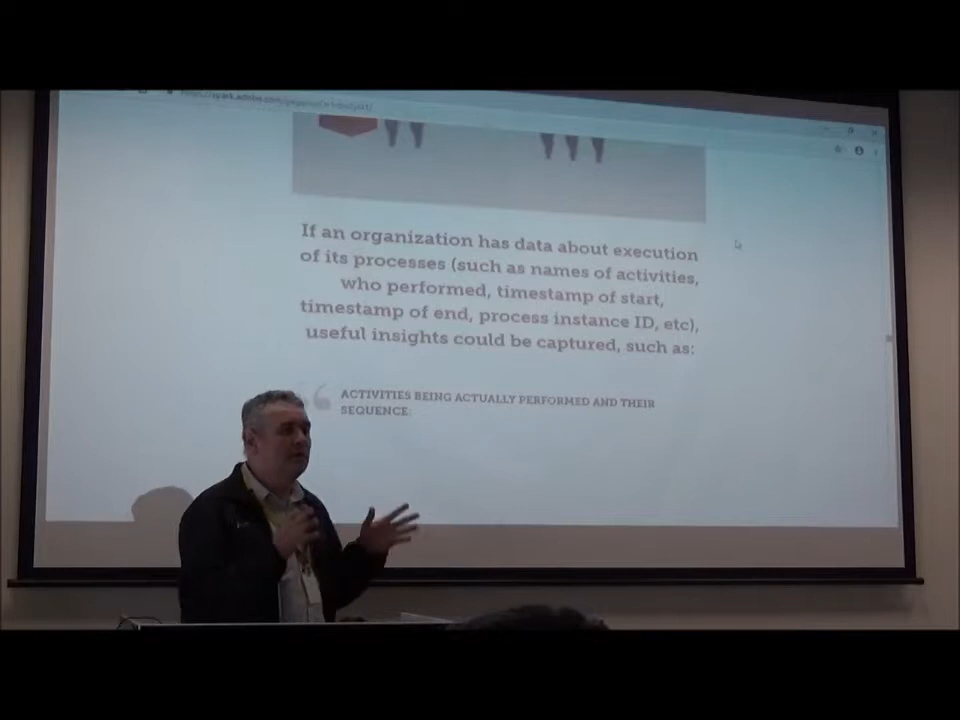 If an organization has data about execution
of its processes (such as names of activities,
who performed, timestamp of start,
timestamp of end, process instance ID, etc),
useful insights could be captured, such as:
ACTIVITIES BEING ACTUALLY PERFORMED AND THEIR
SEQUENCE: